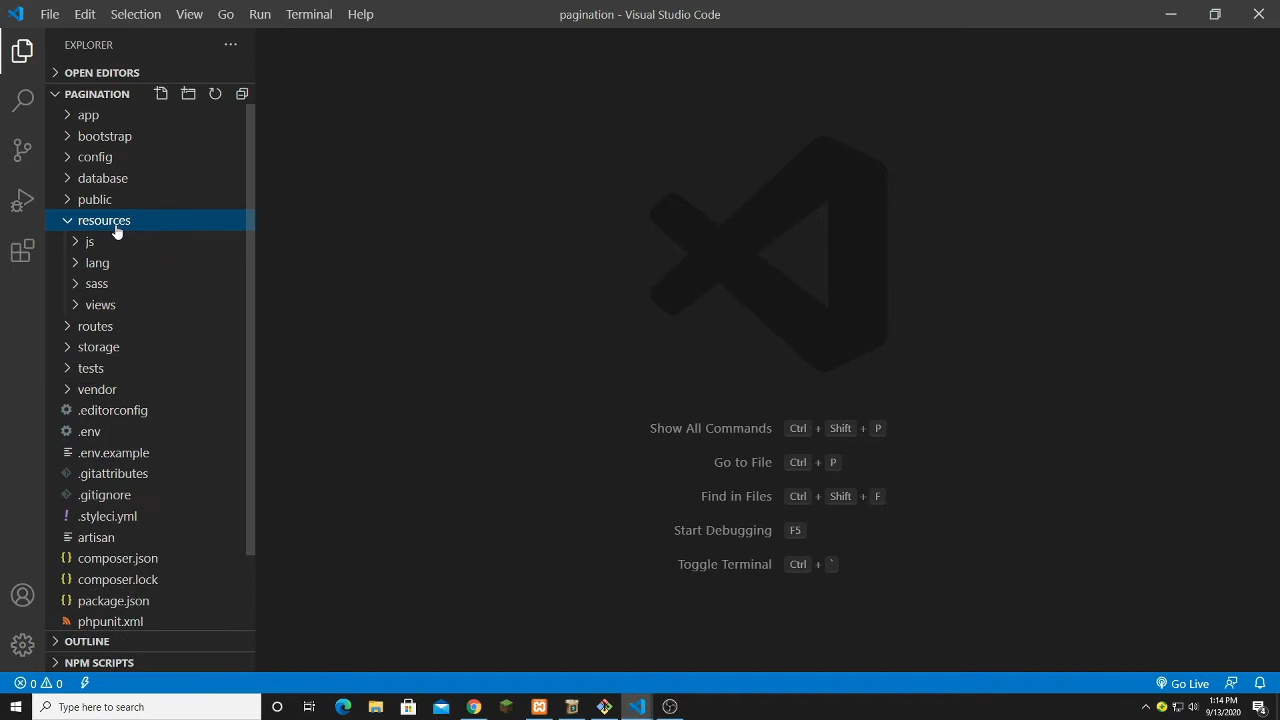 File Edit Selection View Go Run Terminal Help
pagination - Visual Studio Code
EXPLORER
OPEN EDITORS
PAGINATION
app
bootstrap
config
database
public
resources
js
lang
sass
views
routes
storage
tests
vendor
.editorconfig
.env
.env.example
.gitattributes
.gitignore
.styleci.yml
artisan
composer.json
composer.lock
package.json
phpunit.xml
OUTLINE
NPM SCRIPTS
Show All Commands Ctrl + Shift + P
Go to File Ctrl + P
Find in Files Ctrl + Shift + F
Start Debugging F5
Toggle Terminal Ctrl + `
0 0
Go Live
Type here to search
1:14 PM
9/13/2020